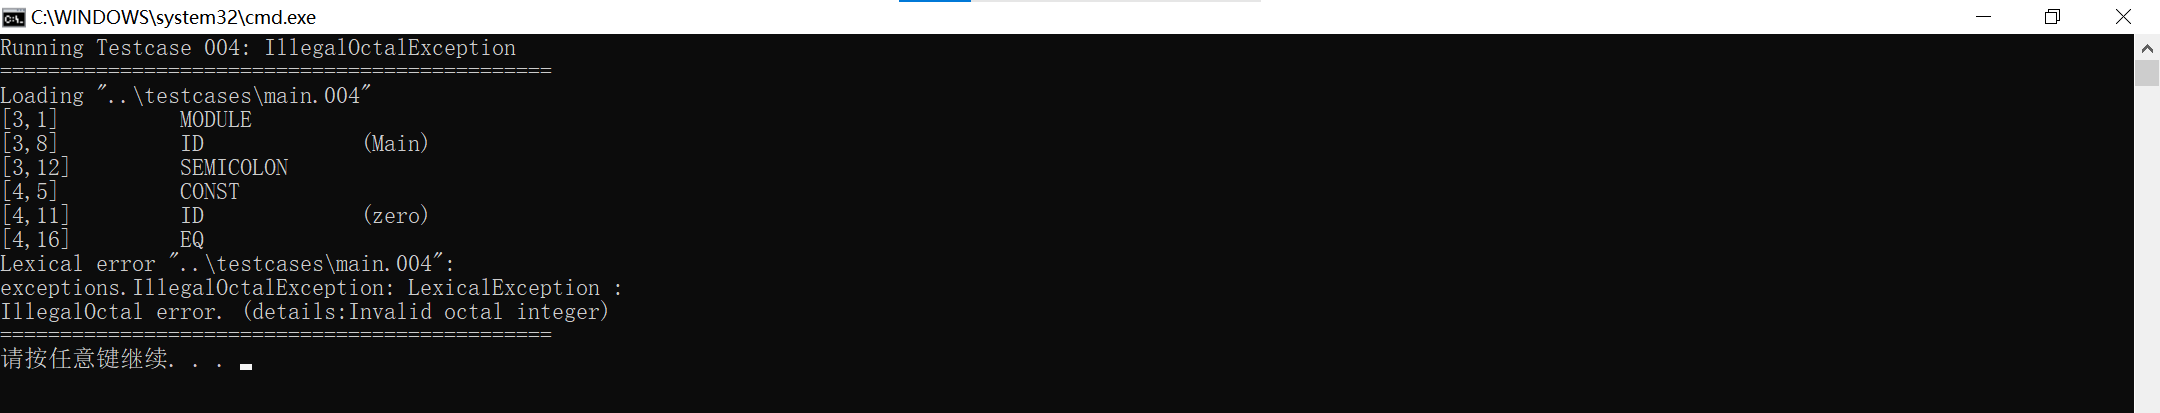 C:\WINDOWS\system32\cmd.exe
Running Testcase 004: IllegalOctalException
==============================================
Loading "..\testcases\main.004"
[3,1] MODULE
[3,8] ID (Main)
[3,12] SEMICOLON
[4,5] CONST
[4,11] ID (zero)
[4,16] EQ
Lexical error "..\testcases\main.004":
exceptions.IllegalOctalException: LexicalException :
IllegalOctal error. (details:Invalid octal integer)
==============================================
请按任意键继续. . .